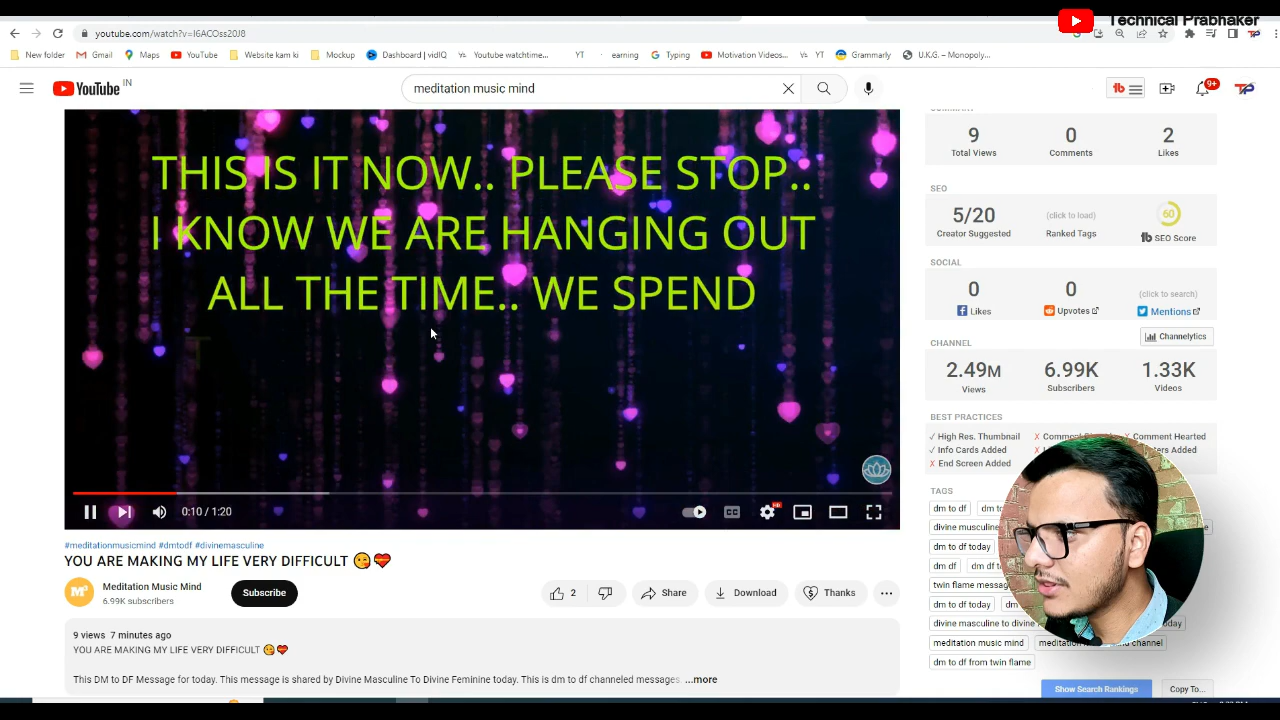 Technical Prabhaker
youtube.com/watch?v=I6ACOss20J8
New folder Gmail Maps YouTube Website kam ki Mockup Dashboard | vidIQ Youtube watchtime... YT earning Typing Motivation Videos... YT Grammarly U.K.G. – Monopoly...
YouTube IN
meditation music mind
9+
THIS IS IT NOW.. PLEASE STOP..
I KNOW WE ARE HANGING OUT
ALL THE TIME.. WE SPEND
0:10 / 1:20
#meditationmusicmind #dmtodf #divinemasculine
YOU ARE MAKING MY LIFE VERY DIFFICULT 😘💝
Meditation Music Mind
6.99K subscribers
Subscribe
2
Share
Download
Thanks
9 views 7 minutes ago
YOU ARE MAKING MY LIFE VERY DIFFICULT 😘💝
This DM to DF Message for today. This message is shared by Divine Masculine To Divine Feminine today. This is dm to df channeled messages. ...more
9 0 2
Total Views Comments Likes
SEO
5/20 (click to load) 60
Creator Suggested Ranked Tags SEO Score
SOCIAL
0 0 (click to search)
Likes Upvotes Mentions
CHANNEL
Channelytics
2.49M 6.99K 1.33K
Views Subscribers Videos
BEST PRACTICES
✓ High Res. Thumbnail X Comment X Comment Hearted
✓ Info Cards Added Added
X End Screen Added
TAGS
dm to df
divine masculine
dm to df today
dm df
twin flame
dm to df today
divine masculine to divine
meditation music mind
dm to df from twin flame
Show Search Rankings
Copy To...